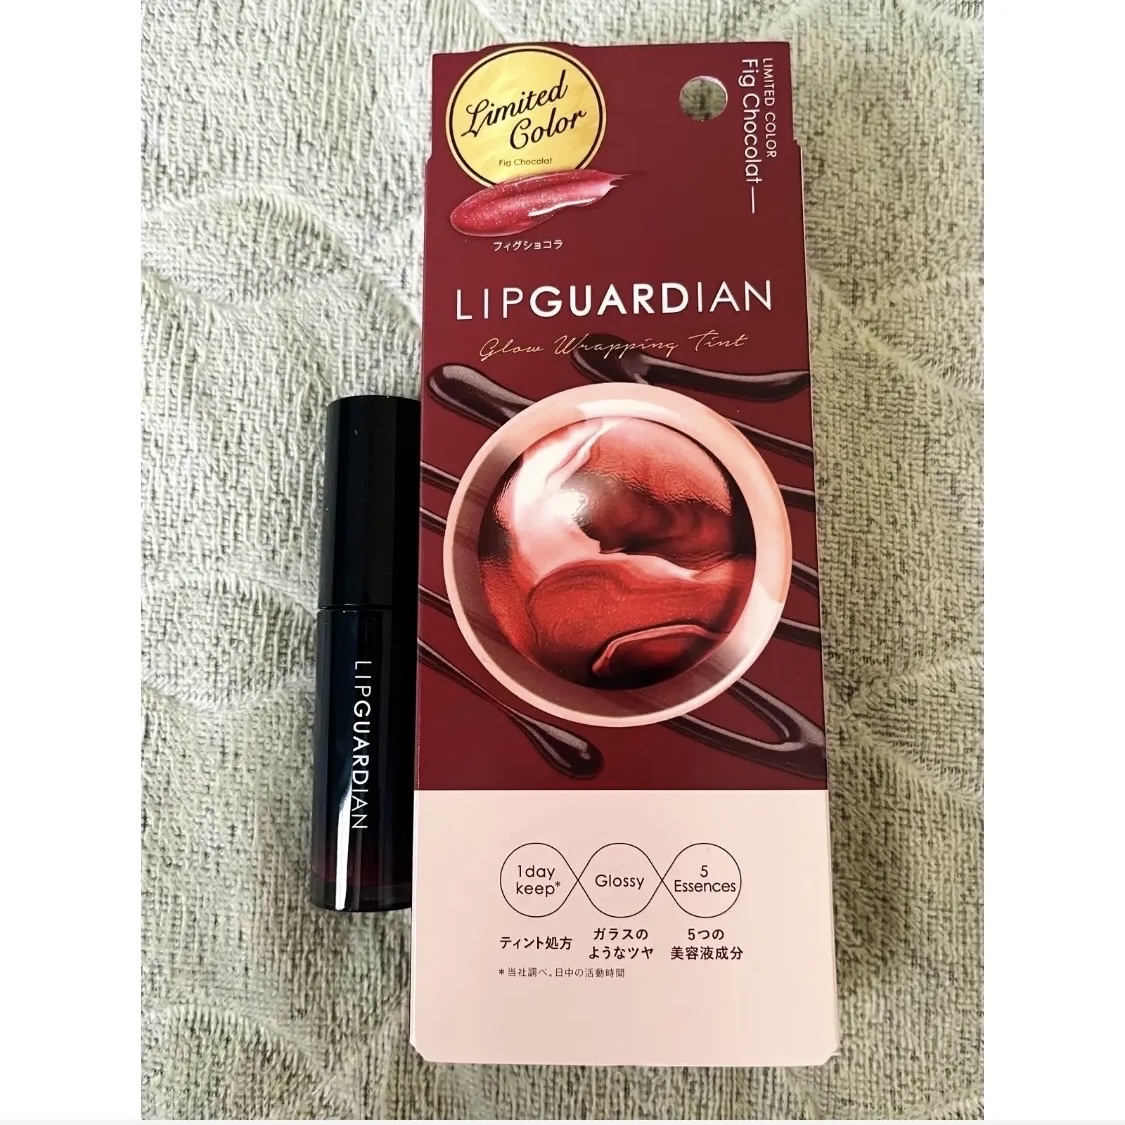 Limited
Color
Fig Chocolat
フィグショコラ
LIMITED COLOR
Fig Chocolat
LIPGUARDIAN
Glow Wrapping Tint
LIPGUARDIAN
1day
keep*
Glossy
5
Essences
ティント処方
ガラスの
ようなツヤ
5つの
美容液成分
*当社調べ。日中の活動時間